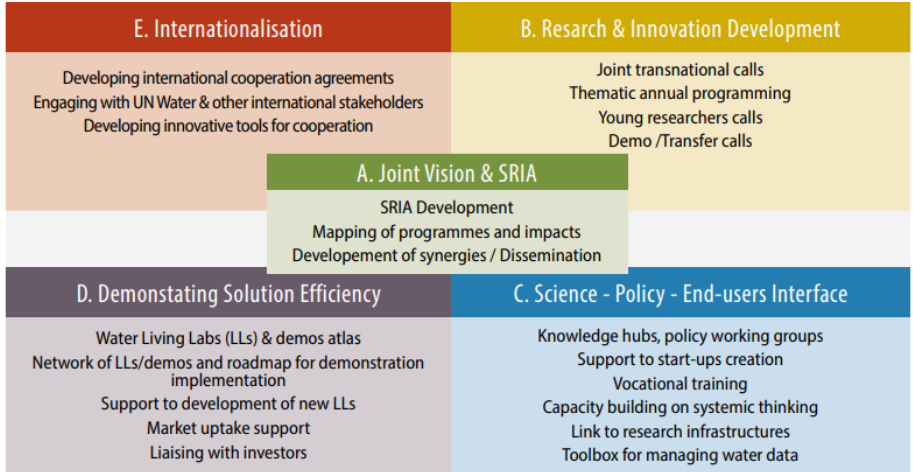 E. Internationalisation
Developing international cooperation agreements
Engaging with UN Water & other international stakeholders
Developing innovative tools for cooperation
B. Resarch & Innovation Development
Joint transnational calls
Thematic annual programming
Young researchers calls
Demo /Transfer calls
A. Joint Vision & SRIA
SRIA Development
Mapping of programmes and impacts
Developement of synergies / Dissemination
D. Demonstating Solution Efficiency
Water Living Labs (LLs) & demos atlas
Network of LLs/demos and roadmap for demonstration
implementation
Support to development of new LLs
Market uptake support
Liaising with investors
C. Science - Policy - End-users Interface
Knowledge hubs, policy working groups
Support to start-ups creation
Vocational training
Capacity building on systemic thinking
Link to research infrastructures
Toolbox for managing water data